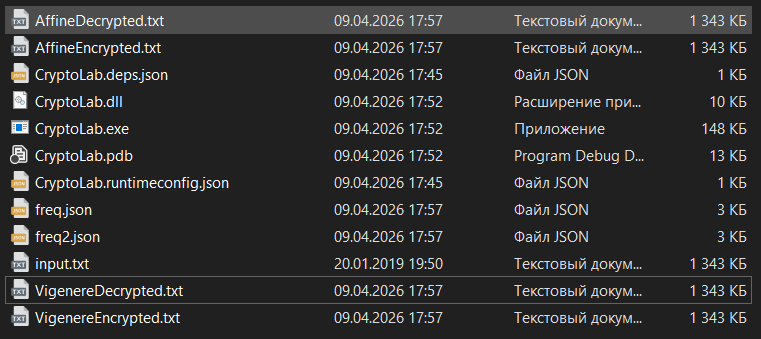 AffineDecrypted.txt 09.04.2026 17:57 Текстовый докум... 1 343 КБ
AffineEncrypted.txt 09.04.2026 17:57 Текстовый докум... 1 343 КБ
CryptoLab.deps.json 09.04.2026 17:45 Файл JSON 1 КБ
CryptoLab.dll 09.04.2026 17:52 Расширение при... 10 КБ
CryptoLab.exe 09.04.2026 17:52 Приложение 148 КБ
CryptoLab.pdb 09.04.2026 17:52 Program Debug D... 13 КБ
CryptoLab.runtimeconfig.json 09.04.2026 17:45 Файл JSON 1 КБ
freq.json 09.04.2026 17:57 Файл JSON 3 КБ
freq2.json 09.04.2026 17:57 Файл JSON 3 КБ
input.txt 20.01.2019 19:50 Текстовый докум... 1 343 КБ
VigenereDecrypted.txt 09.04.2026 17:57 Текстовый докум... 1 343 КБ
VigenereEncrypted.txt 09.04.2026 17:57 Текстовый докум... 1 343 КБ